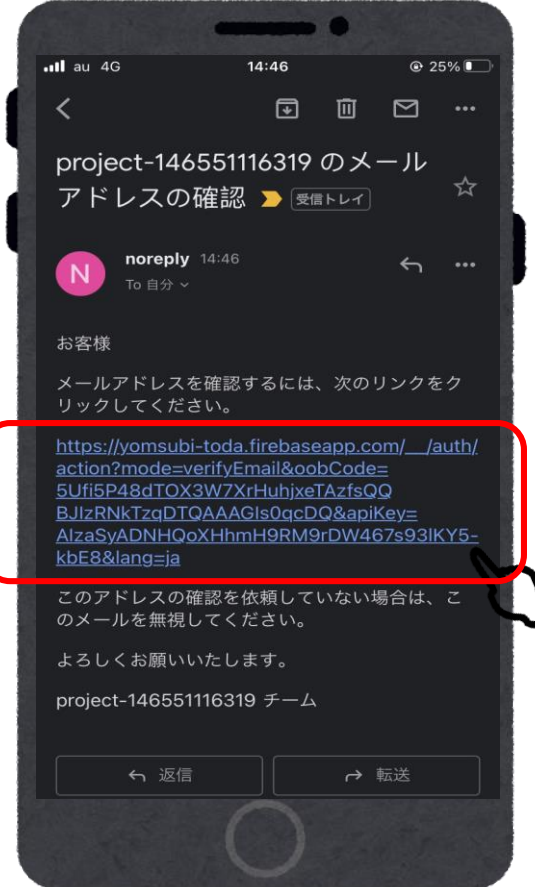 au 4G 14:46 25%
project-146551116319 のメール
アドレスの確認 受信トレイ
N noreply 14:46
To 自分
お客様
メールアドレスを確認するには、次のリンクをク
リックしてください。
https://yomsubi-toda.firebaseapp.com/__/auth/
action?mode=verifyEmail&oobCode=
5Ufi5P48dTOX3W7XrHuhjxeTAzfsQQ
BJIzRNkTzqDTQAAAGIs0qcDQ&apiKey=
AIzaSyADNHQoXHhmH9RM9rDW467s93IKY5-
kbE8&lang=ja
このアドレスの確認を依頼していない場合は、こ
のメールを無視してください。
よろしくお願いいたします。
project-146551116319 チーム
返信 転送